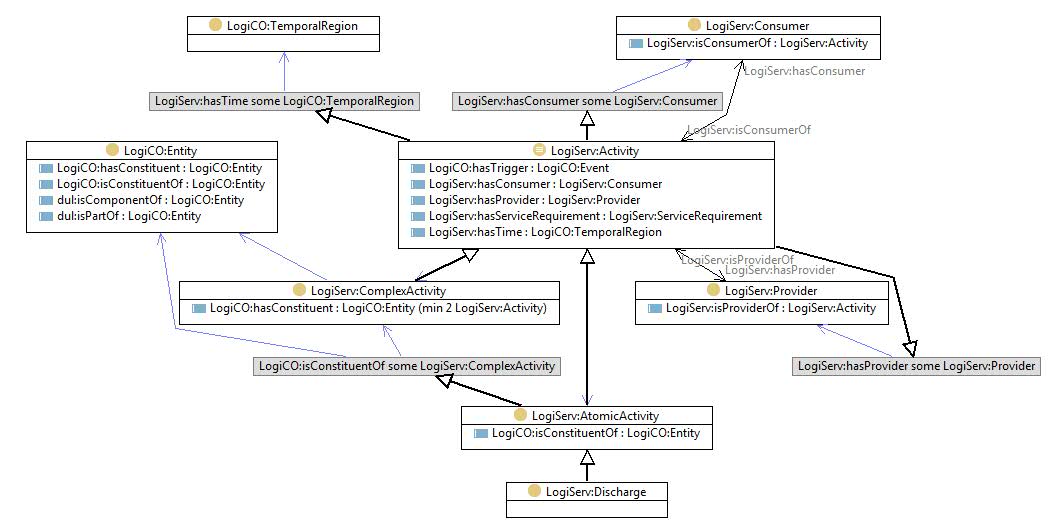 LogiCO:TemporalRegion
LogiServ:Consumer
LogiServ:isConsumerOf : LogiServ:Activity
LogiServ:hasConsumer
LogiServ:hasTime some LogiCO:TemporalRegion
LogiServ:hasConsumer some LogiServ:Consumer
LogiServ:isConsumerOf
LogiCO:Entity
LogiCO:hasConstituent : LogiCO:Entity
LogiCO:isConstituentOf : LogiCO:Entity
dul:isComponentOf : LogiCO:Entity
dul:isPartOf : LogiCO:Entity
LogiServ:Activity
LogiCO:hasTrigger : LogiCO:Event
LogiServ:hasConsumer : LogiServ:Consumer
LogiServ:hasProvider : LogiServ:Provider
LogiServ:hasServiceRequirement : LogiServ:ServiceRequirement
LogiServ:hasTime : LogiCO:TemporalRegion
LogiServ:isProviderOf
LogiServ:hasProvider
LogiServ:ComplexActivity
LogiCO:hasConstituent : LogiCO:Entity (min 2 LogiServ:Activity)
LogiServ:Provider
LogiServ:isProviderOf : LogiServ:Activity
LogiCO:isConstituentOf some LogiServ:ComplexActivity
LogiServ:hasProvider some LogiServ:Provider
LogiServ:AtomicActivity
LogiCO:isConstituentOf : LogiCO:Entity
LogiServ:Discharge